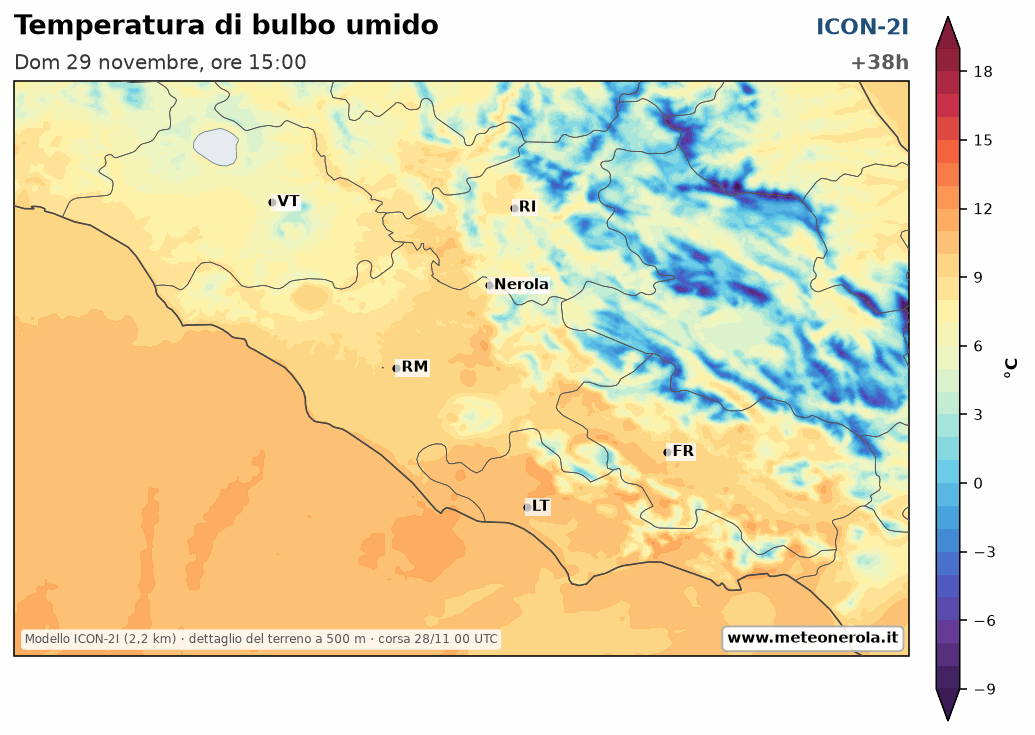 Temperatura di bulbo umido
ICON-2I
Dom 29 novembre, ore 15:00
+38h
VT
RI
Nerola
RM
FR
LT
18
15
12
9
6
3
0
−3
−6
−9
°C
Modello ICON-2I (2,2 km) · dettaglio del terreno a 500 m · corsa 28/11 00 UTC
www.meteonerola.it